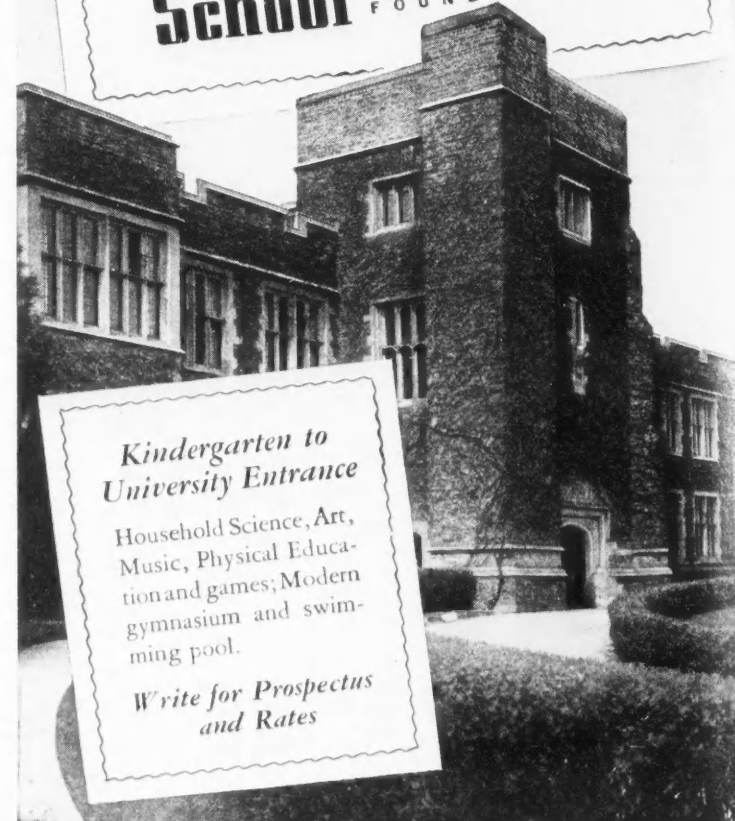 School FOUN
Kindergarten to
University Entrance
Household Science, Art,
Music, Physical Educa-
tion and games; Modern
gymnasium and swim-
ming pool.
Write for Prospectus
and Rates